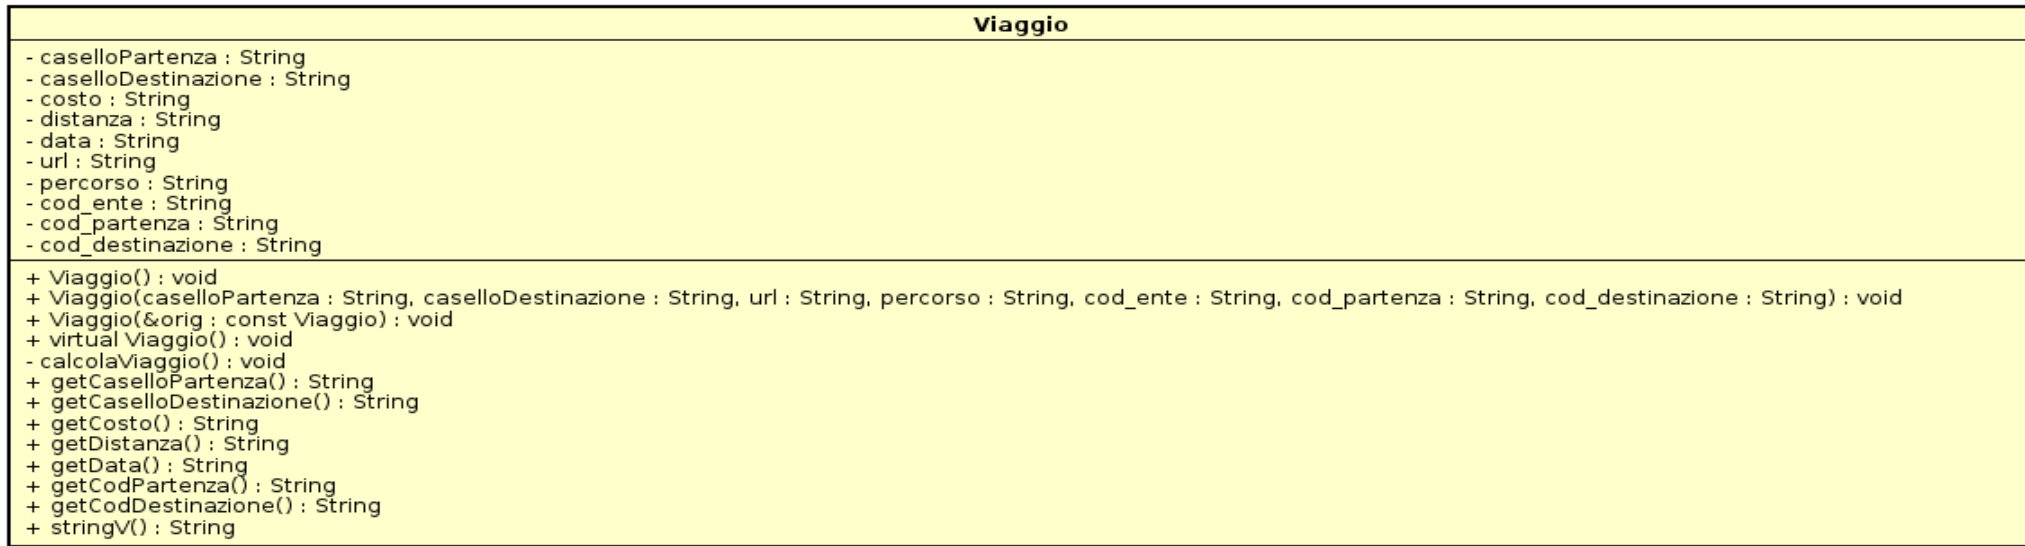 Viaggio
- caselloPartenza : String
- caselloDestinazione : String
- costo : String
- distanza : String
- data : String
- url : String
- percorso : String
- cod_ente : String
- cod_partenza : String
- cod_destinazione : String
+ Viaggio() : void
+ Viaggio(caselloPartenza : String, caselloDestinazione : String, url : String, percorso : String, cod_ente : String, cod_partenza : String, cod_destinazione : String) : void
+ Viaggio(&orig : const Viaggio) : void
+ virtual Viaggio() : void
- calcolaViaggio() : void
+ getCaselloPartenza() : String
+ getCaselloDestinazione() : String
+ getCosto() : String
+ getDistanza() : String
+ getData() : String
+ getCodPartenza() : String
+ getCodDestinazione() : String
+ stringV() : String